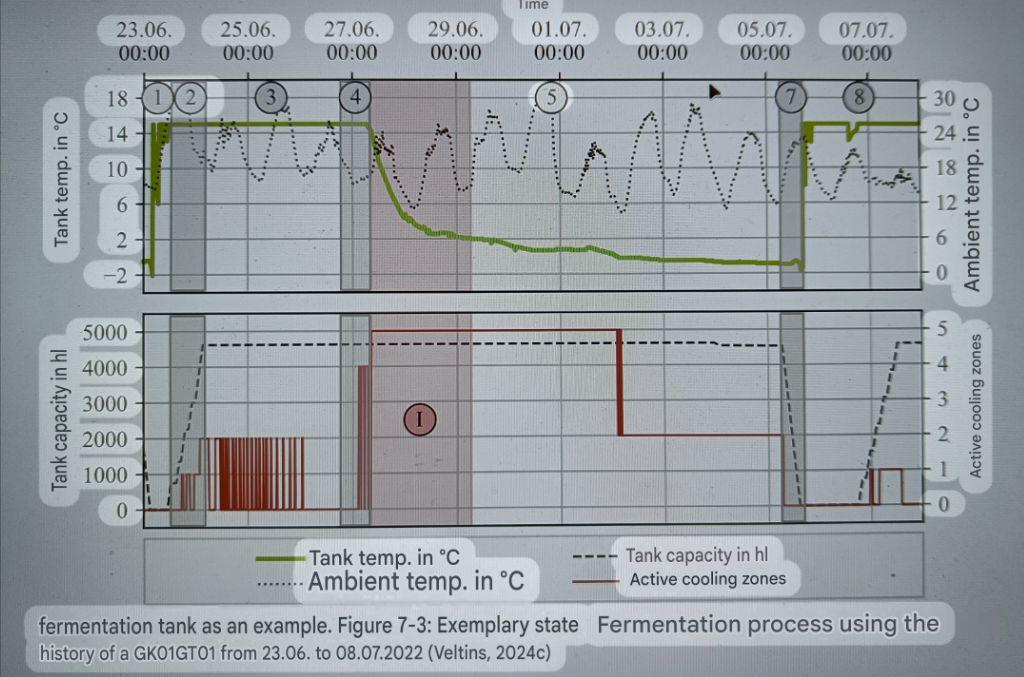 Time
23.06. 25.06. 27.06. 29.06. 01.07. 03.07. 05.07. 07.07.
00:00 00:00 00:00 00:00 00:00 00:00 00:00 00:00
Tank temp. in °C
18
14
10
6
2
−2
1 2 3 4 5 7 8
30
24
18
12
6
0
Ambient temp. in °C
Tank capacity in hl
5000
4000
3000
2000
1000
0
I
5
4
3
2
1
0
Active cooling zones
Tank temp. in °C Tank capacity in hl
Ambient temp. in °C Active cooling zones
fermentation tank as an example. Figure 7-3: Exemplary state Fermentation process using the
history of a GK01GT01 from 23.06. to 08.07.2022 (Veltins, 2024c)